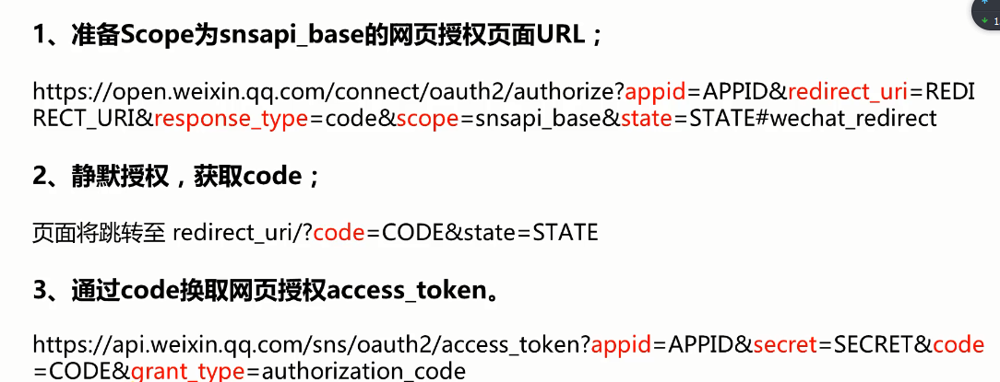 1、准备Scope为snsapi_base的网页授权页面URL；
https://open.weixin.qq.com/connect/oauth2/authorize?appid=APPID&redirect_uri=REDI
RECT_URI&response_type=code&scope=snsapi_base&state=STATE#wechat_redirect
2、静默授权，获取code；
页面将跳转至 redirect_uri/?code=CODE&state=STATE
3、通过code换取网页授权access_token。
https://api.weixin.qq.com/sns/oauth2/access_token?appid=APPID&secret=SECRET&code
=CODE&grant_type=authorization_code